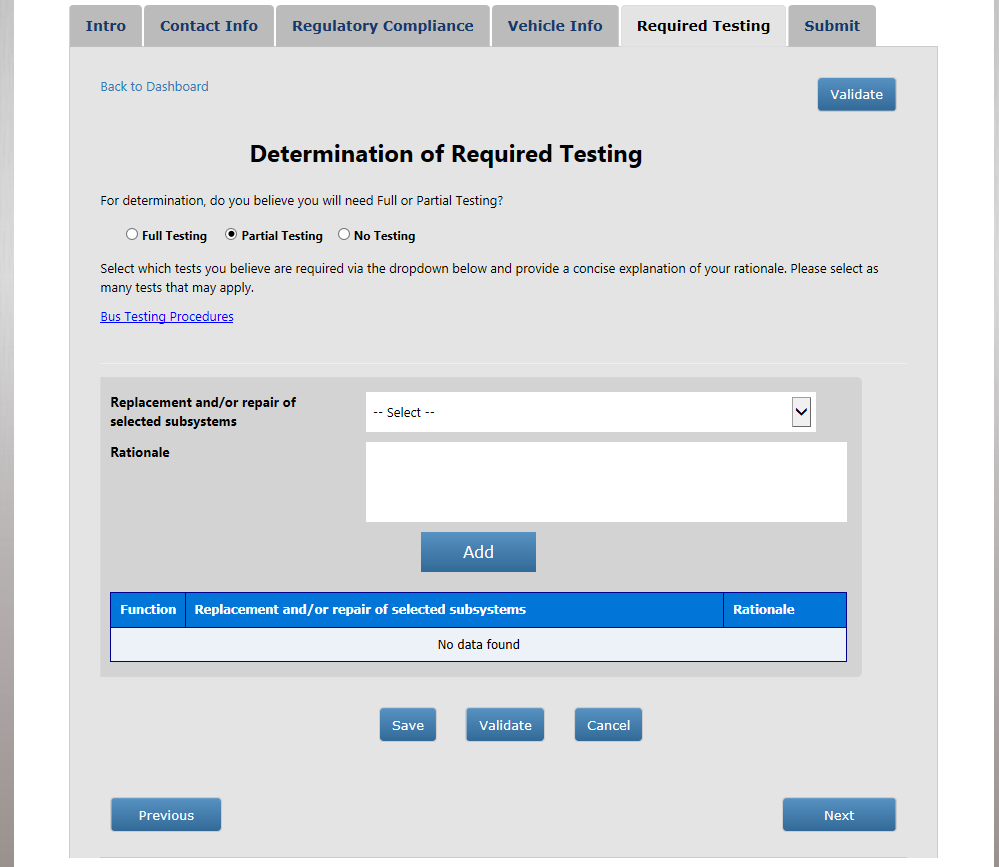 Intro Contact Info Regulatory Compliance Vehicle Info Required Testing Submit
Back to Dashboard
Validate
Determination of Required Testing
For determination, do you believe you will need Full or Partial Testing?
Full Testing Partial Testing No Testing
Select which tests you believe are required via the dropdown below and provide a concise explanation of your rationale. Please select as
many tests that may apply.
Bus Testing Procedures
Replacement and/or repair of
selected subsystems
-- Select --
Rationale
Add
Function Replacement and/or repair of selected subsystems Rationale
No data found
Save Validate Cancel
Previous Next